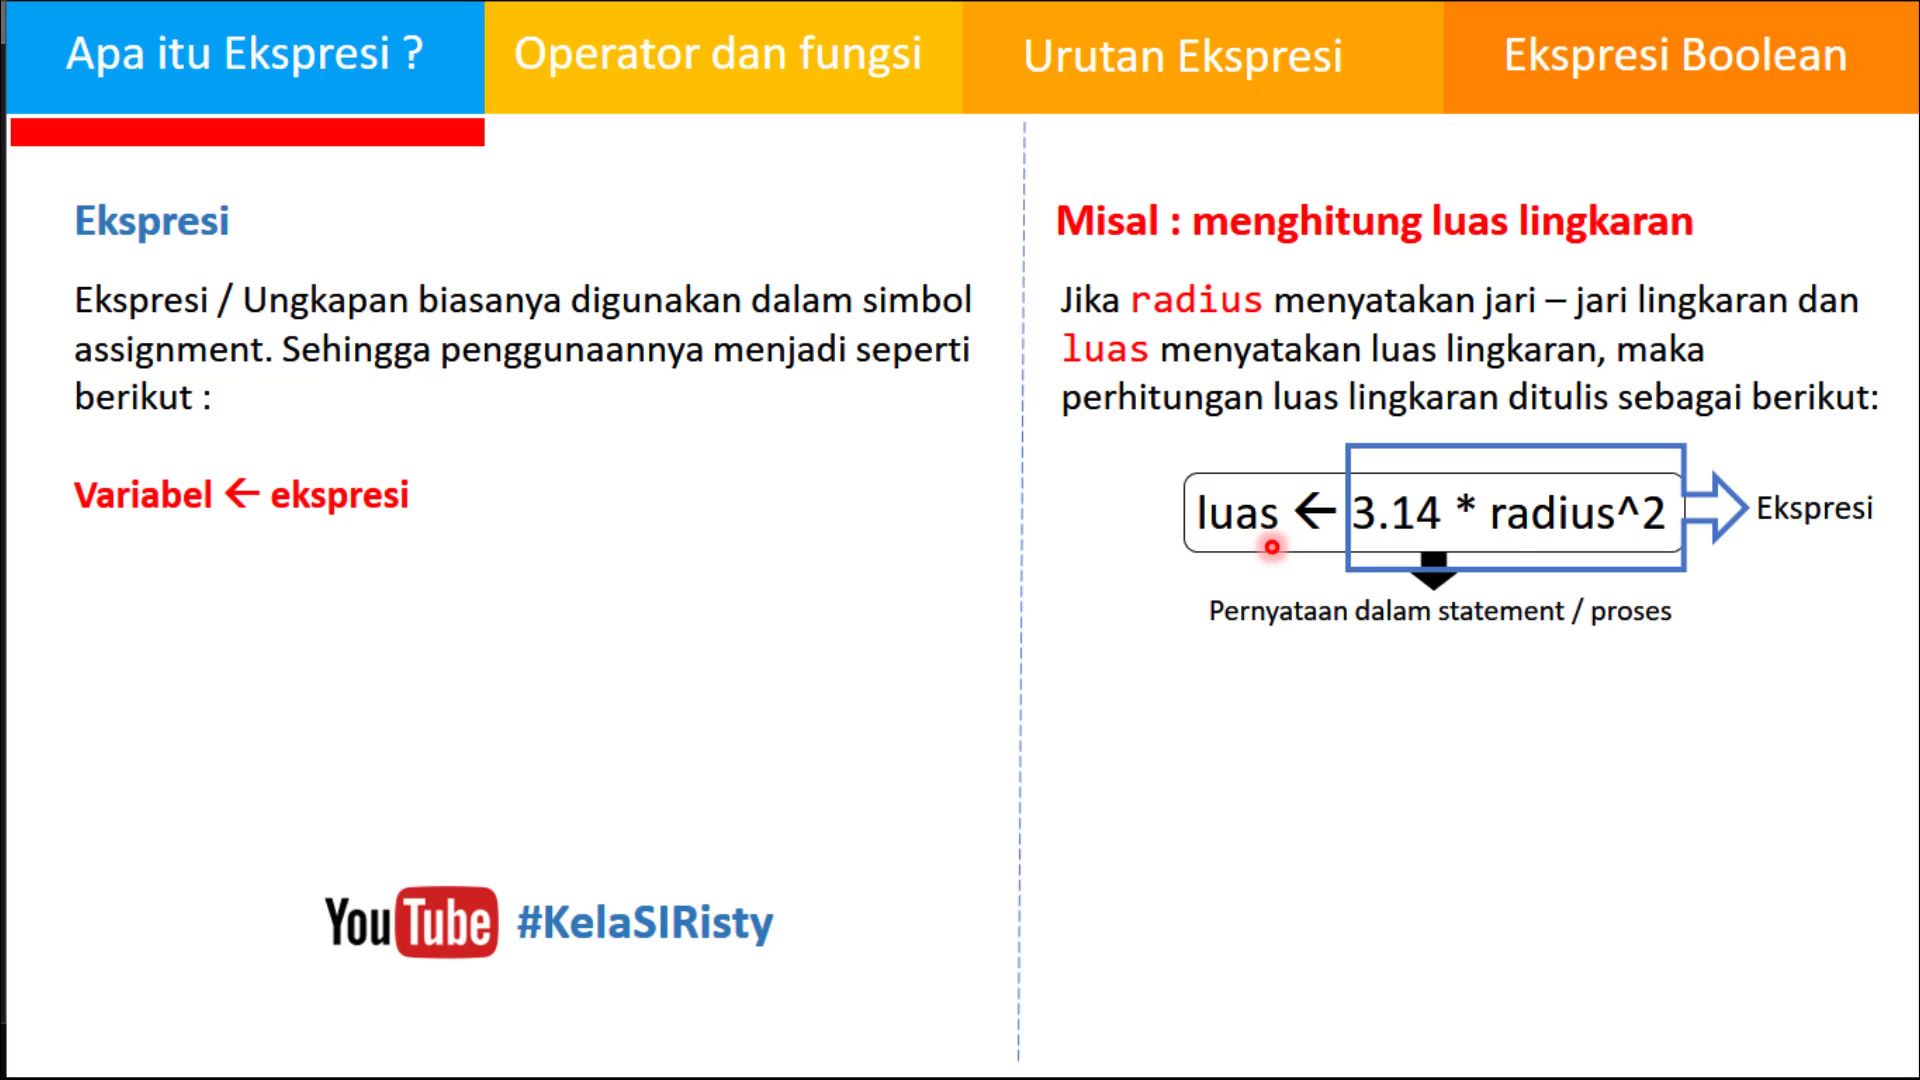 Apa itu Ekspresi ?
Operator dan fungsi
Urutan Ekspresi
Ekspresi Boolean
Ekspresi
Ekspresi / Ungkapan biasanya digunakan dalam simbol
assignment. Sehingga penggunaannya menjadi seperti
berikut :
Variabel ← ekspresi
YouTube #KelaSIRisty
Misal : menghitung luas lingkaran
Jika radius menyatakan jari – jari lingkaran dan
luas menyatakan luas lingkaran, maka
perhitungan luas lingkaran ditulis sebagai berikut:
luas ← 3.14 * radius^2
Ekspresi
Pernyataan dalam statement / proses